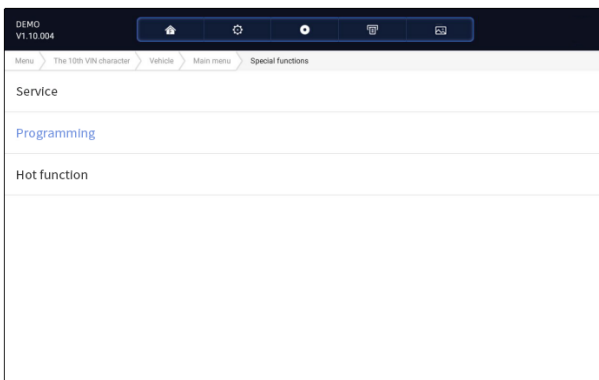 DEMO
V1.10.004
Menu The 10th VIN character Vehicle Main menu Special functions
Service
Programming
Hot function